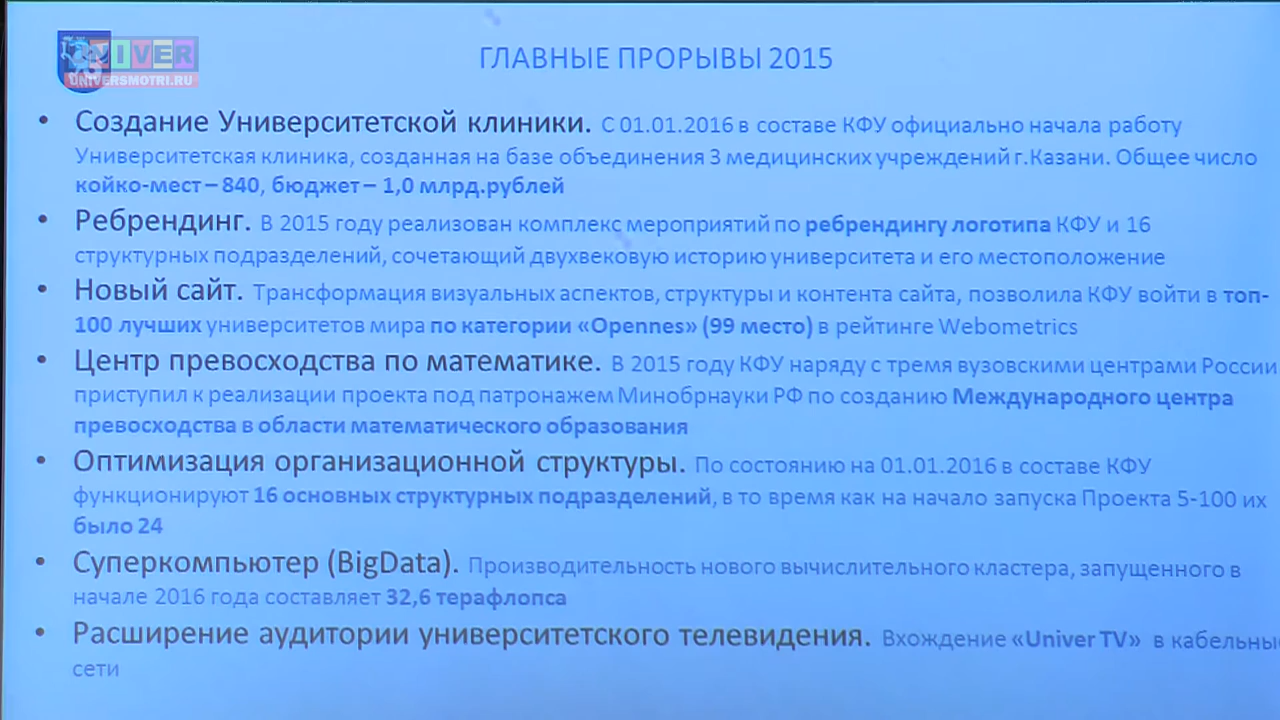 UNIVER
UNIVERSMOTRI.RU
ГЛАВНЫЕ ПРОРЫВЫ 2015
• Создание Университетской клиники. С 01.01.2016 в составе КФУ официально начала работу
Университетская клиника, созданная на базе объединения 3 медицинских учреждений г.Казани. Общее число
койко-мест – 840, бюджет – 1,0 млрд.рублей
• Ребрендинг. В 2015 году реализован комплекс мероприятий по ребрендингу логотипа КФУ и 16
структурных подразделений, сочетающий двухвековую историю университета и его местоположение
• Новый сайт. Трансформация визуальных аспектов, структуры и контента сайта, позволила КФУ войти в топ-
100 лучших университетов мира по категории «Opennes» (99 место) в рейтинге Webometrics
• Центр превосходства по математике. В 2015 году КФУ наряду с тремя вузовскими центрами России
приступил к реализации проекта под патронажем Минобрнауки РФ по созданию Международного центра
превосходства в области математического образования
• Оптимизация организационной структуры. По состоянию на 01.01.2016 в составе КФУ
функционируют 16 основных структурных подразделений, в то время как на начало запуска Проекта 5-100 их
было 24
• Суперкомпьютер (BigData). Производительность нового вычислительного кластера, запущенного в
начале 2016 года составляет 32,6 терафлопса
• Расширение аудитории университетского телевидения. Вхождение «Univer TV» в кабельные
сети